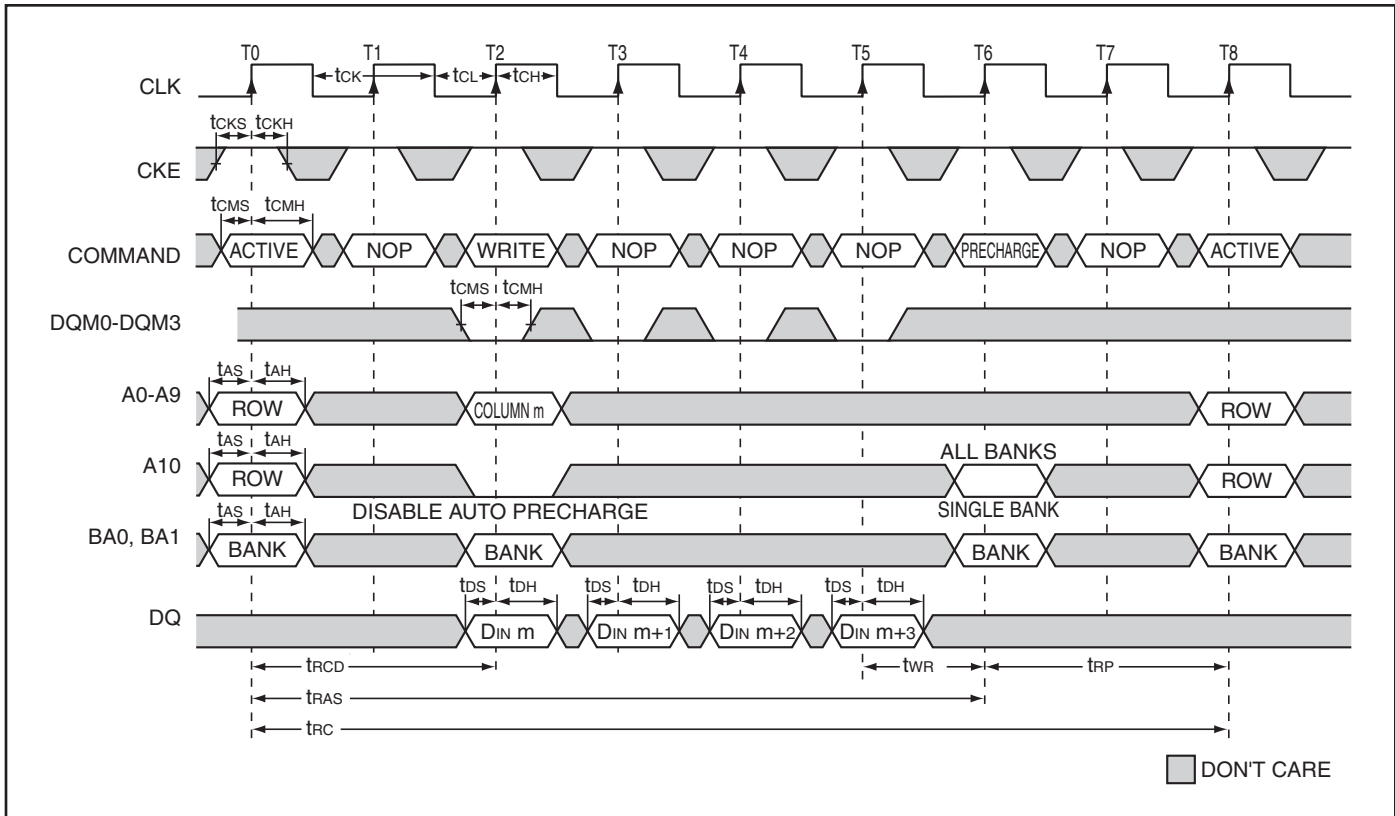 T0 T1 T2 T3 T4 T5 T6 T7 T8
CLK tCK tCL tCH
tCKS tCKH
CKE
tCMS tCMH
COMMAND ACTIVE NOP WRITE NOP NOP NOP PRECHARGE NOP ACTIVE
tCMS tCMH
DQM0-DQM3
tAS tAH
A0-A9 ROW COLUMN m ROW
tAS tAH ALL BANKS
A10 ROW ROW
tAS tAH DISABLE AUTO PRECHARGE SINGLE BANK
BA0, BA1 BANK BANK BANK BANK
tDS tDH tDS tDH tDS tDH tDS tDH
DQ DIN m DIN m+1 DIN m+2 DIN m+3
tRCD tWR tRP
tRAS
tRC
DON'T CARE